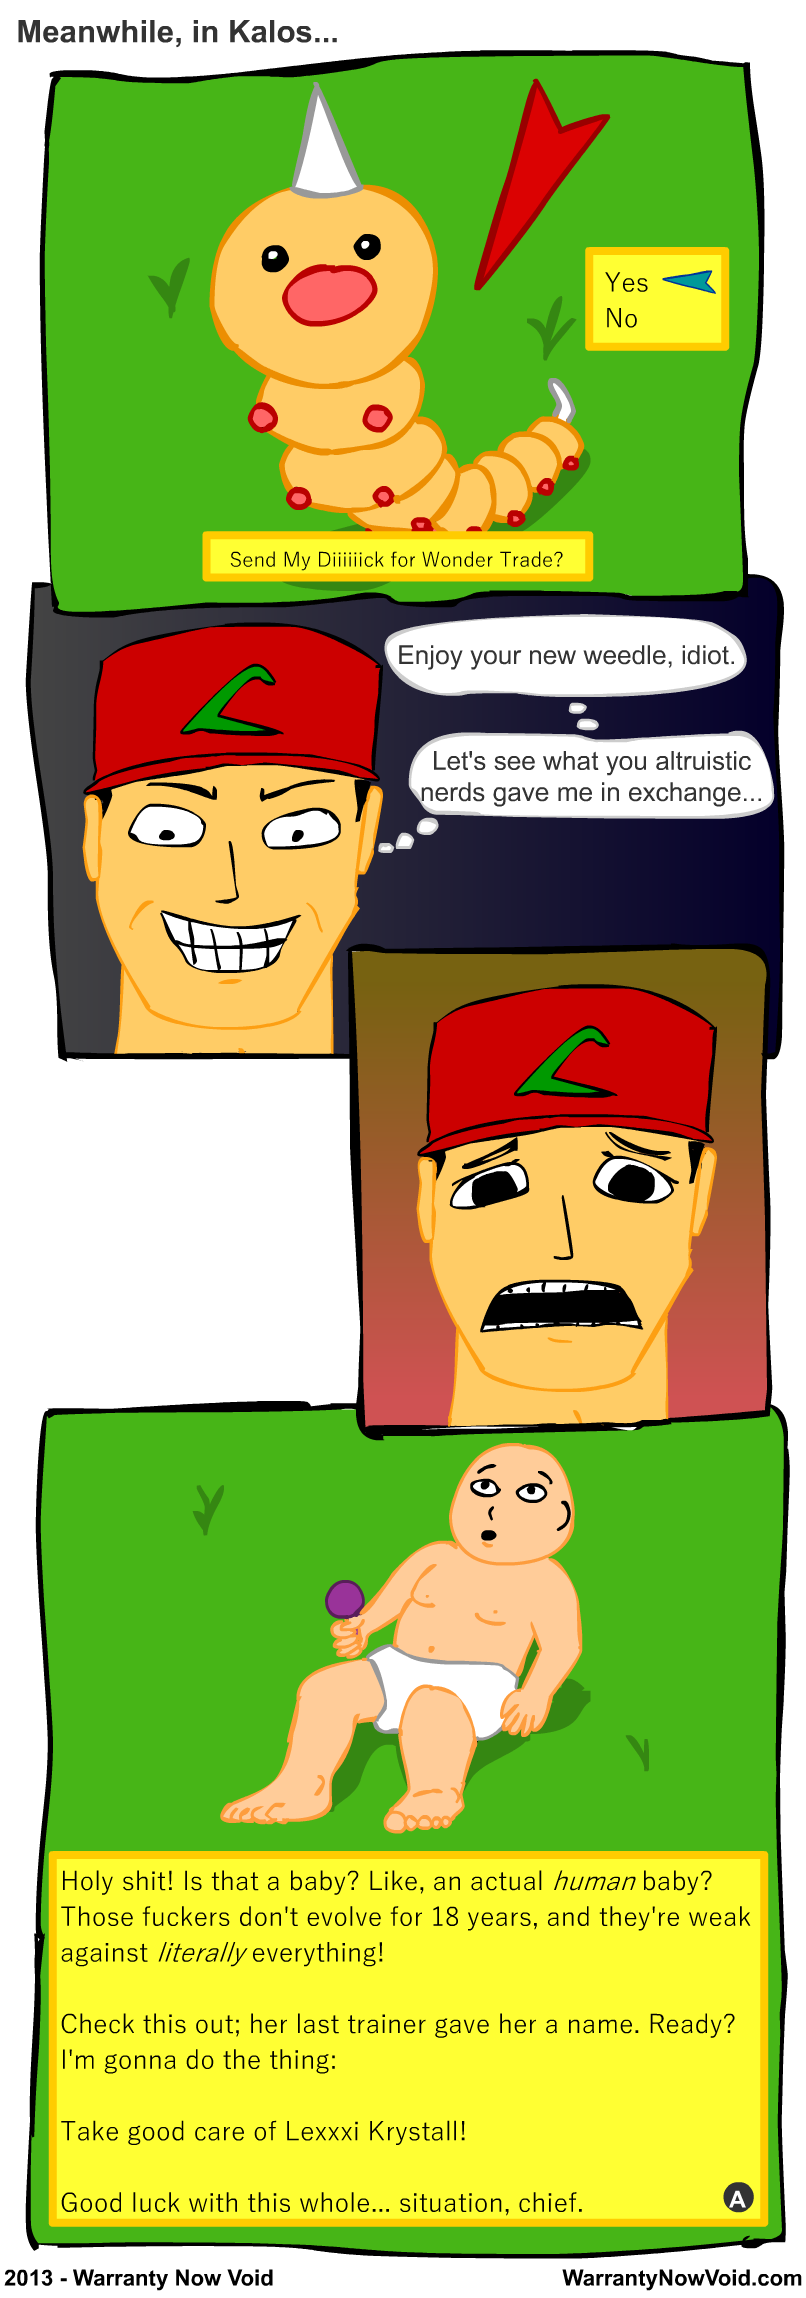 Meanwhile, in Kalos...
Yes
No
Send My Diiiiiick for Wonder Trade?
Enjoy your new weedle, idiot.
Let's see what you altruistic
nerds gave me in exchange...
Holy shit! Is that a baby? Like, an actual human baby?
Those fuckers don't evolve for 18 years, and they're weak
against literally everything!
Check this out; her last trainer gave her a name. Ready?
I'm gonna do the thing:
Take good care of Lexxxi Krystall!
Good luck with this whole... situation, chief.
A
2013 - Warranty Now Void
WarrantyNowVoid.com